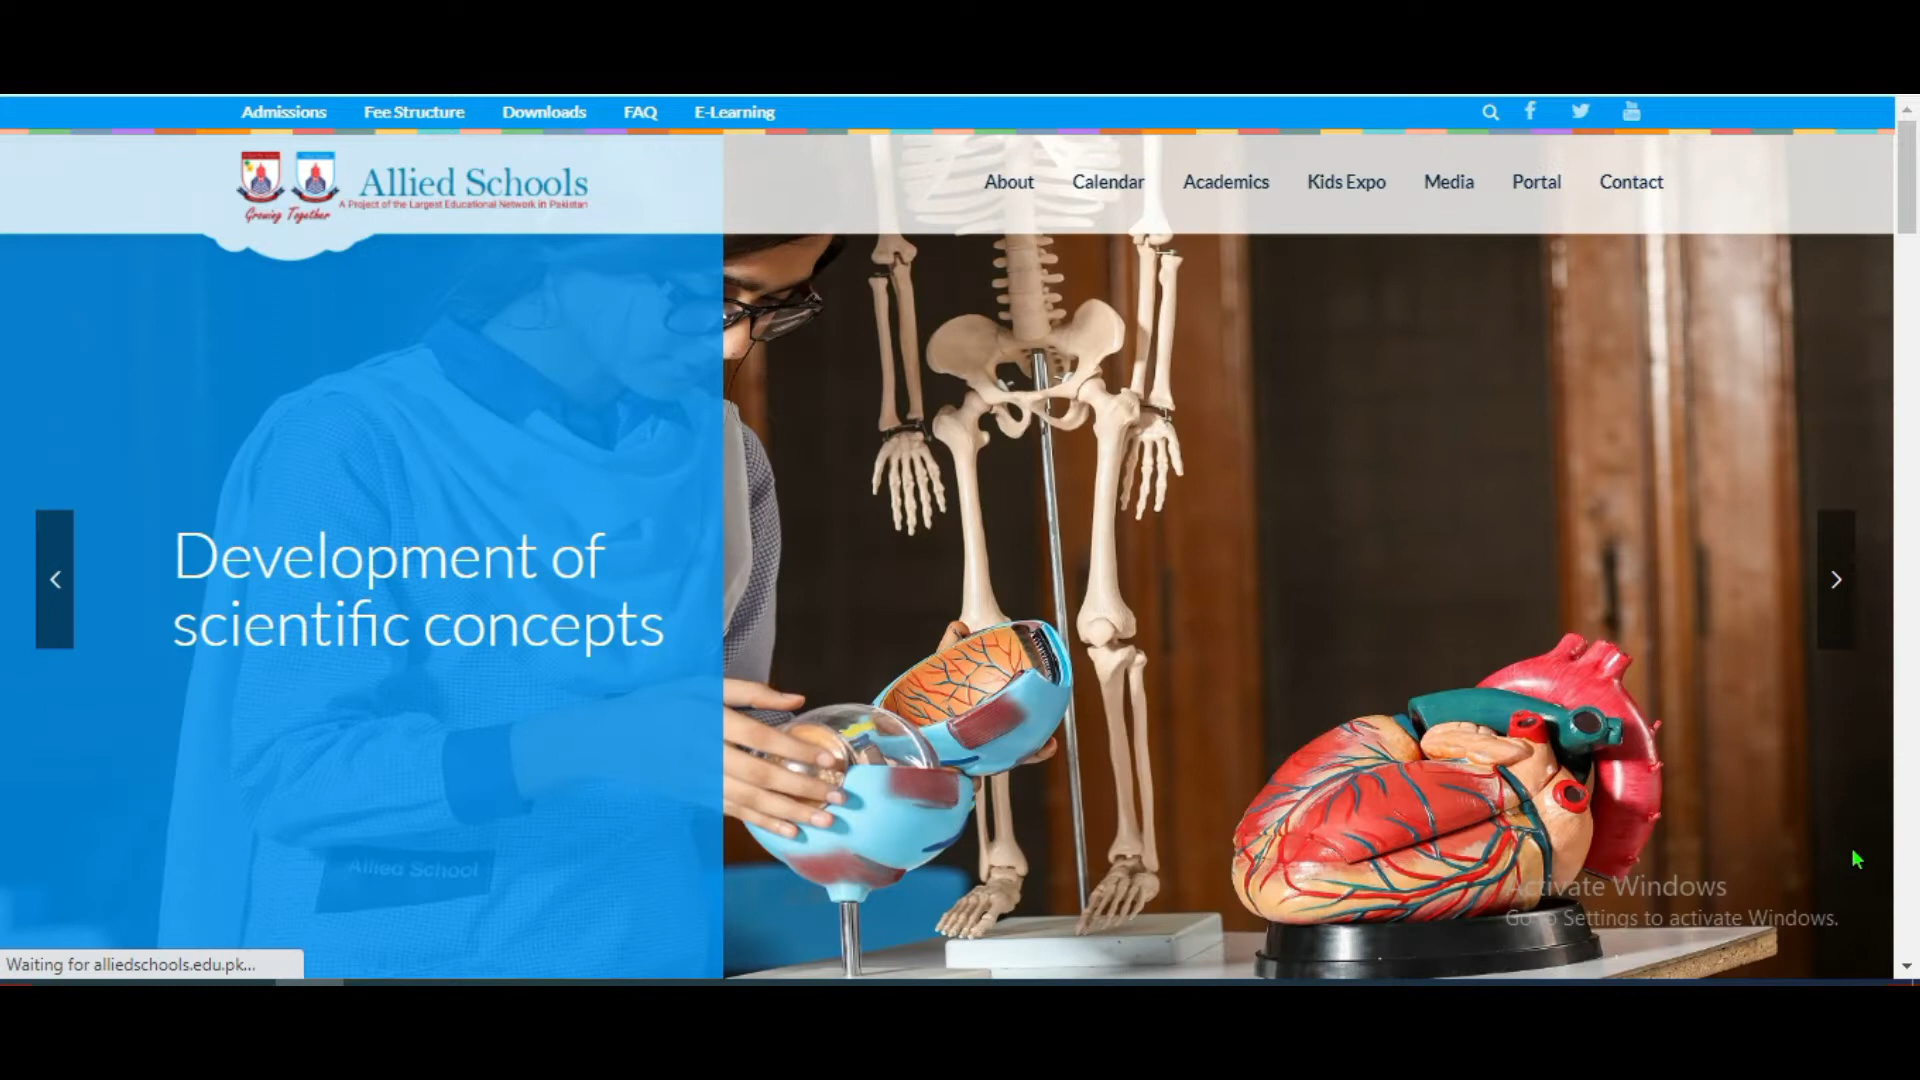 Admissions Fee Structure Downloads FAQ E-Learning
Allied Schools
A Project of the Largest Educational Network in Pakistan
Growing Together
About Calendar Academics Kids Expo Media Portal Contact
Development of
scientific concepts
Allied School
Activate Windows
Go to Settings to activate Windows.
Waiting for alliedschools.edu.pk...